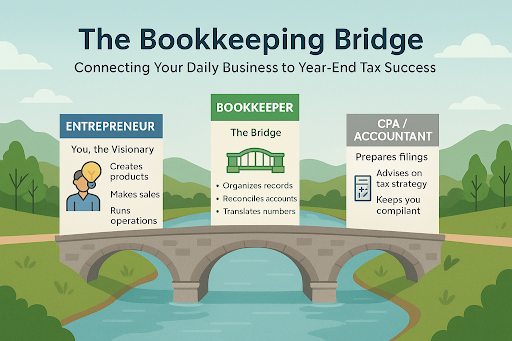 The Bookkeeping Bridge
Connecting Your Daily Business to Year-End Tax Success
ENTREPRENEUR
You, the Visionary
Creates
products
Makes sales
Runs
operations
BOOKKEEPER
The Bridge
• Organizes records
• Reconciles accounts
• Translates numbers
CPA /
ACCOUNTANT
Prepares filings
Advises on
tax strategy
Keeps you
compliant